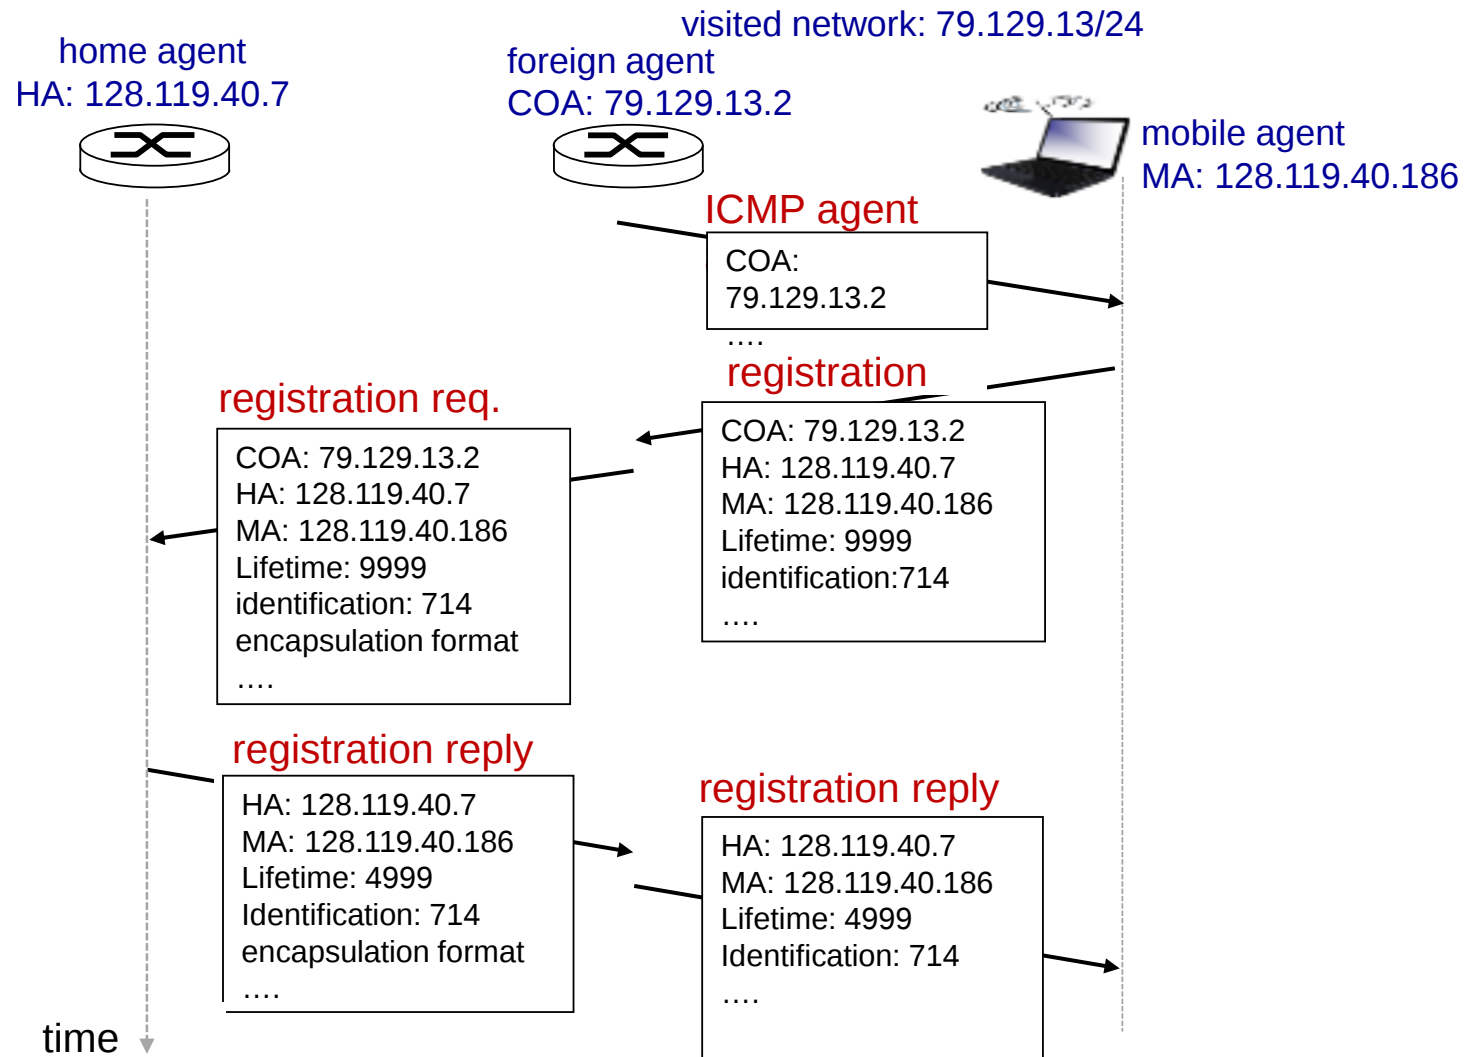 visited network: 79.129.13/24
home agent
HA: 128.119.40.7
foreign agent
COA: 79.129.13.2
mobile agent
MA: 128.119.40.186
ICMP agent
COA:
79.129.13.2
....
registration
COA: 79.129.13.2
HA: 128.119.40.7
MA: 128.119.40.186
Lifetime: 9999
identification:714
....
registration req.
COA: 79.129.13.2
HA: 128.119.40.7
MA: 128.119.40.186
Lifetime: 9999
identification: 714
encapsulation format
....
registration reply
HA: 128.119.40.7
MA: 128.119.40.186
Lifetime: 4999
Identification: 714
encapsulation format
....
registration reply
HA: 128.119.40.7
MA: 128.119.40.186
Lifetime: 4999
Identification: 714
....
time